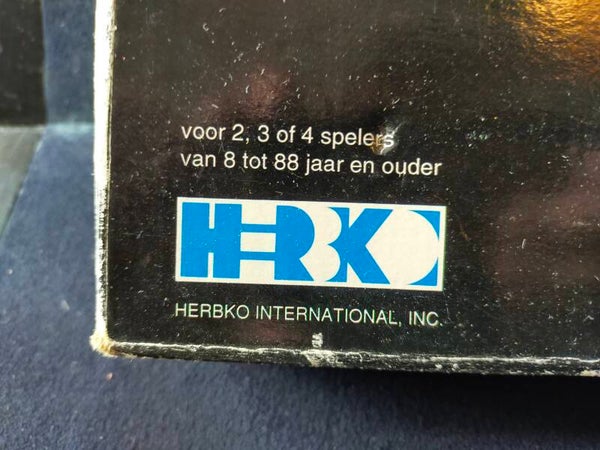 voor 2, 3 of 4 spelers
van 8 tot 88 jaar en ouder
HERBKO
HERBKO INTERNATIONAL, INC.